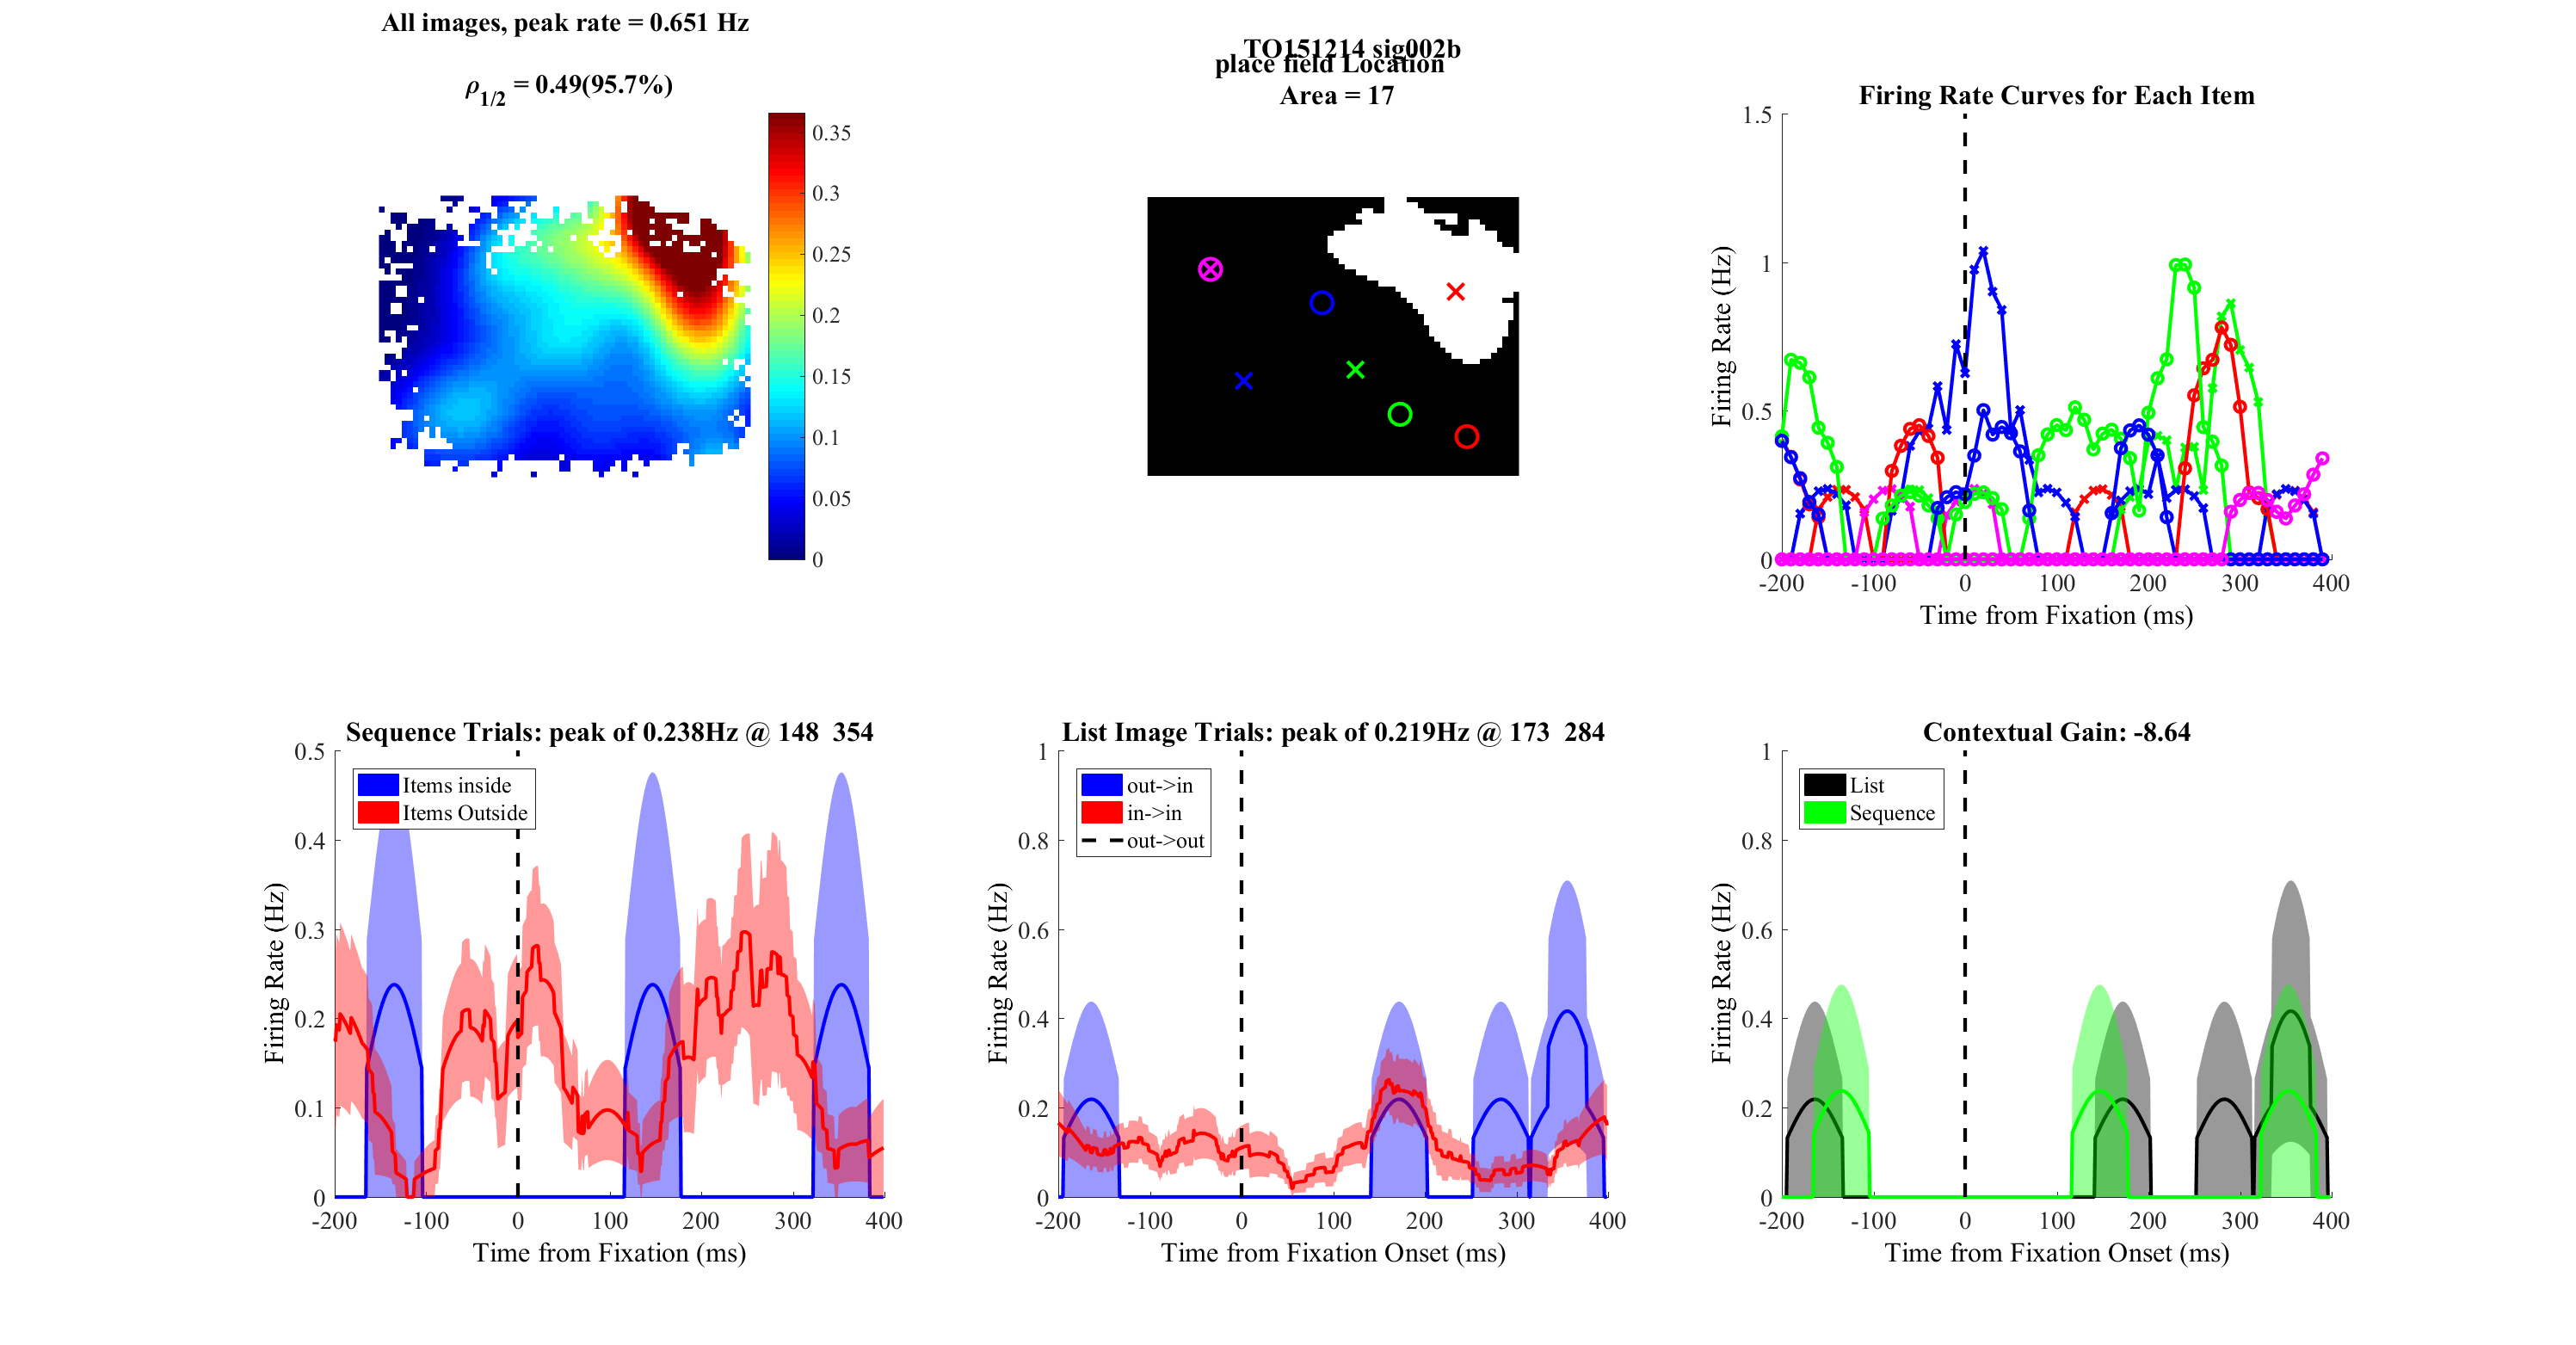 All images, peak rate = 0.651 Hz
ρ1/2 = 0.49(95.7%)
0.35
0.3
0.25
0.2
0.15
0.1
0.05
0
TO151214 sig002b
place field Location
Area = 17
Firing Rate Curves for Each Item
1.5
1
0.5
0
Firing Rate (Hz)
-200 -100 0 100 200 300 400
Time from Fixation (ms)
Sequence Trials: peak of 0.238Hz @ 148 354
0.5
0.4
0.3
0.2
0.1
0
Firing Rate (Hz)
Items inside
Items Outside
-200 -100 0 100 200 300 400
Time from Fixation (ms)
List Image Trials: peak of 0.219Hz @ 173 284
1
0.8
0.6
0.4
0.2
0
Firing Rate (Hz)
out->in
in->in
out->out
-200 -100 0 100 200 300 400
Time from Fixation Onset (ms)
Contextual Gain: -8.64
1
0.8
0.6
0.4
0.2
0
Firing Rate (Hz)
List
Sequence
-200 -100 0 100 200 300 400
Time from Fixation Onset (ms)